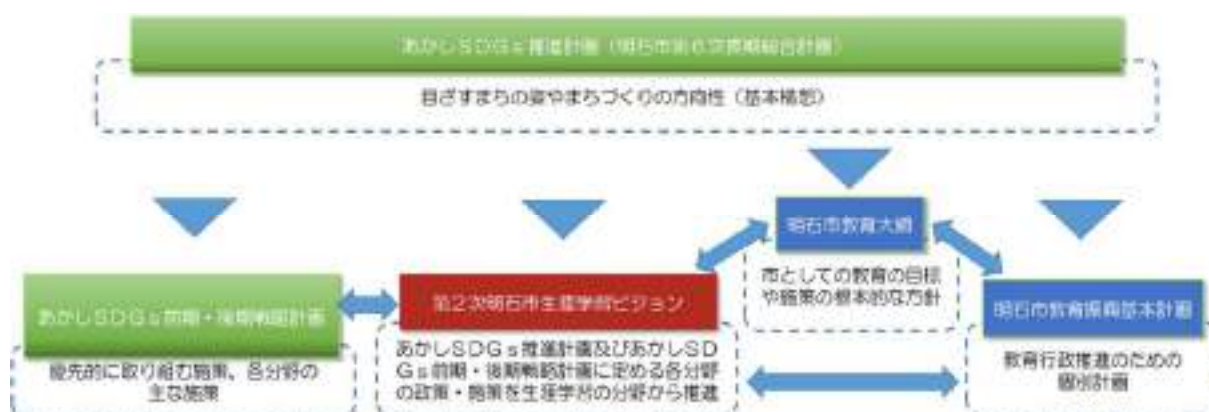 あかしSDGs推進計画（明石市第6次長期総合計画）
目ざすまちの姿やまちづくりの方向性（基本構想）
明石市教育大綱
市としての教育の目標
や施策の根本的な方針
あかしSDGs前期・後期戦略計画
優先的に取り組む施策、各分野の
主な施策
第2次明石市生涯学習ビジョン
あかしSDGs推進計画及びあかしSD
Gs前期・後期戦略計画に定める各分野
の政策・施策を生涯学習の分野から推進
明石市教育振興基本計画
教育行政推進のための
個別計画